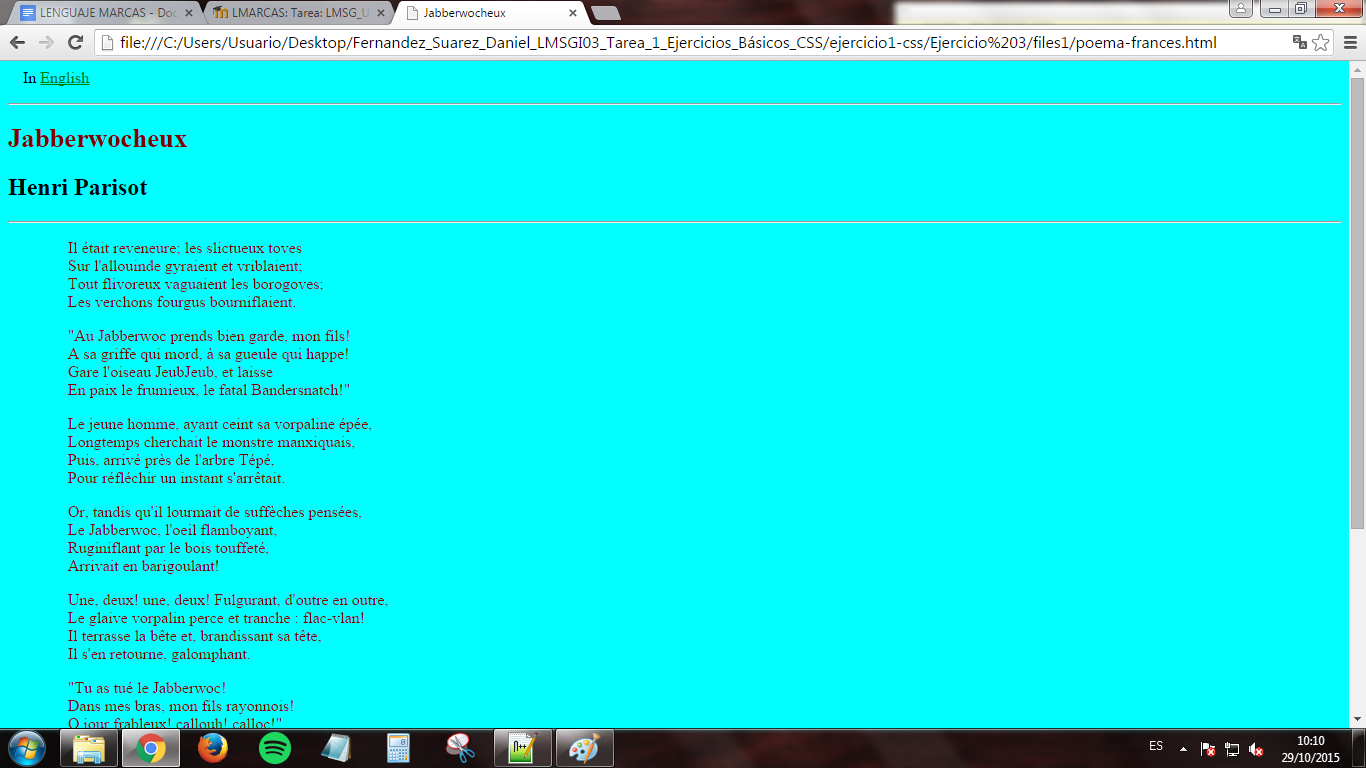 LENGUAJE MARCAS - Doc
LMARCAS: Tarea: LMSG_U
Jabberwocheux
file:///C:/Users/Usuario/Desktop/Fernandez_Suarez_Daniel_LMSGI03_Tarea_1_Ejercicios_Básicos_CSS/ejercicio1-css/Ejercicio%203/files1/poema-frances.html
In English
Jabberwocheux
Henri Parisot
Il était reveneure; les slictueux toves
Sur l'allouinde gyraient et vriblaient;
Tout flivoreux vaguaient les borogoves;
Les verchons fourgus bourniflaient.
"Au Jabberwoc prends bien garde, mon fils!
A sa griffe qui mord, à sa gueule qui happe!
Gare l'oiseau JeubJeub, et laisse
En paix le frumieux, le fatal Bandersnatch!"
Le jeune homme, ayant ceint sa vorpaline épée,
Longtemps cherchait le monstre manxiquais,
Puis, arrivé près de l'arbre Tépé,
Pour réfléchir un instant s'arrêtait.
Or, tandis qu'il lourmait de suffèches pensées,
Le Jabberwoc, l'oeil flamboyant,
Ruginiflant par le bois touffeté,
Arrivait en barigoulant!
Une, deux! une, deux! Fulgurant, d'outre en outre,
Le glaive vorpalin perce et tranche : flac-vlan!
Il terrasse la bête et, brandissant sa tête,
Il s'en retourne, galomphant.
"Tu as tué le Jabberwoc!
Dans mes bras, mon fils rayonnois!
O jour frableux! callouh! calloc!"
ES
10:10
29/10/2015